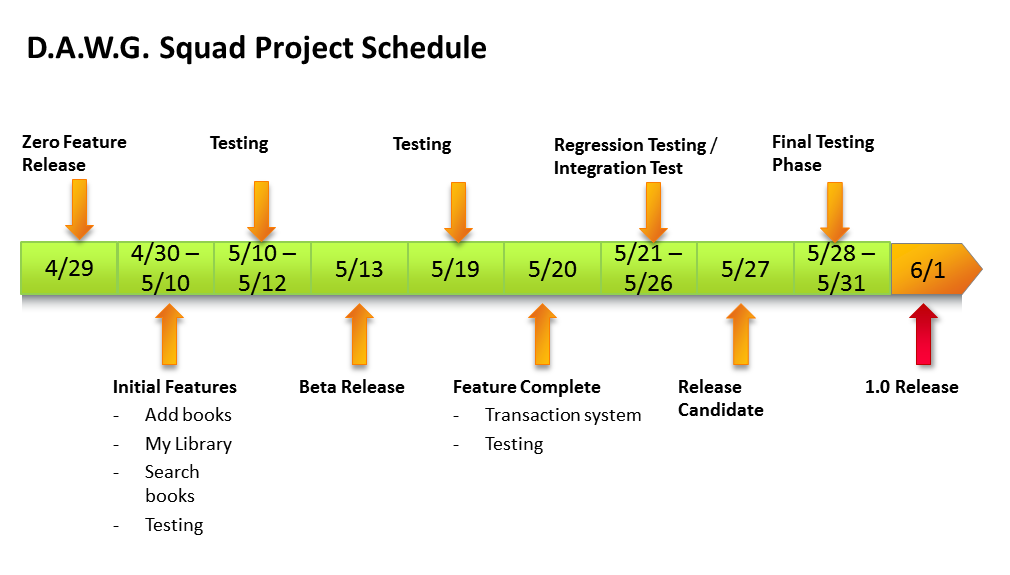 D.A.W.G. Squad Project Schedule
Zero Feature
Release
Testing
Testing
Regression Testing /
Integration Test
Final Testing
Phase
4/29
4/30 –
5/10
5/10 –
5/12
5/13
5/19
5/20
5/21 –
5/26
5/27
5/28 –
5/31
6/1
Initial Features
- Add books
- My Library
- Search
books
- Testing
Beta Release
Feature Complete
- Transaction system
- Testing
Release
Candidate
1.0 Release